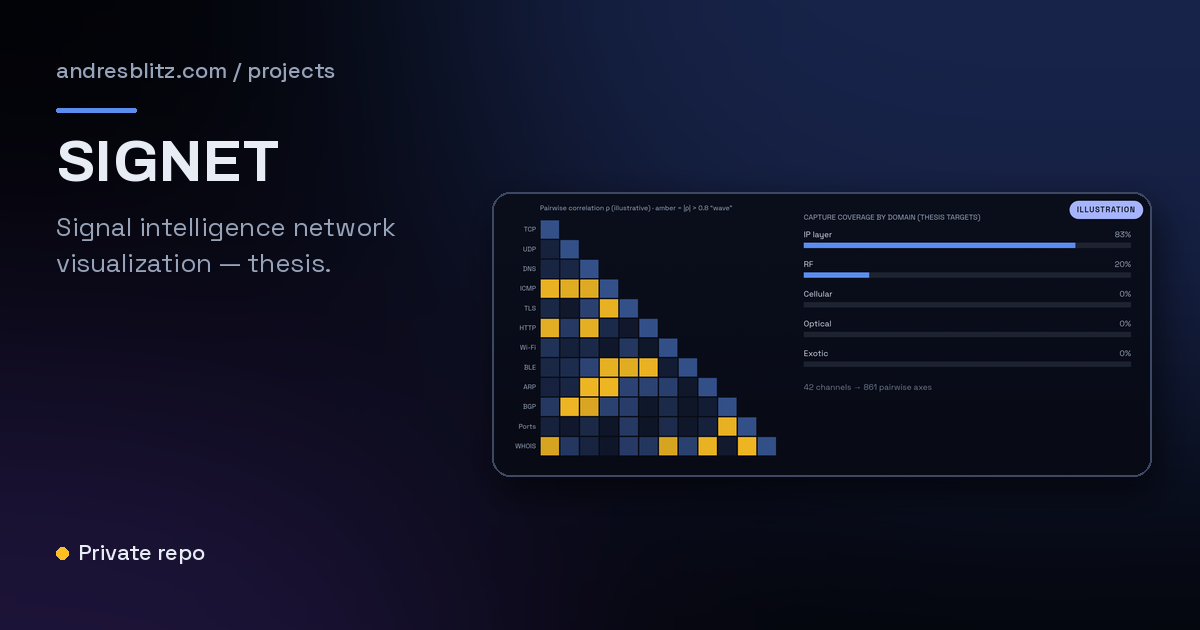 andresblitz.com / projects
SIGNET
Signal intelligence network
visualization — thesis.
Private repo
Pairwise correlation ρ (illustrative) · amber = |ρ| > 0.8 "wave"
TCP
UDP
DNS
ICMP
TLS
HTTP
Wi-Fi
BLE
ARP
BGP
Ports
WHOIS
ILLUSTRATION
CAPTURE COVERAGE BY DOMAIN (THESIS TARGETS)
IP layer 83%
RF 20%
Cellular 0%
Optical 0%
Exotic 0%
42 channels → 861 pairwise axes